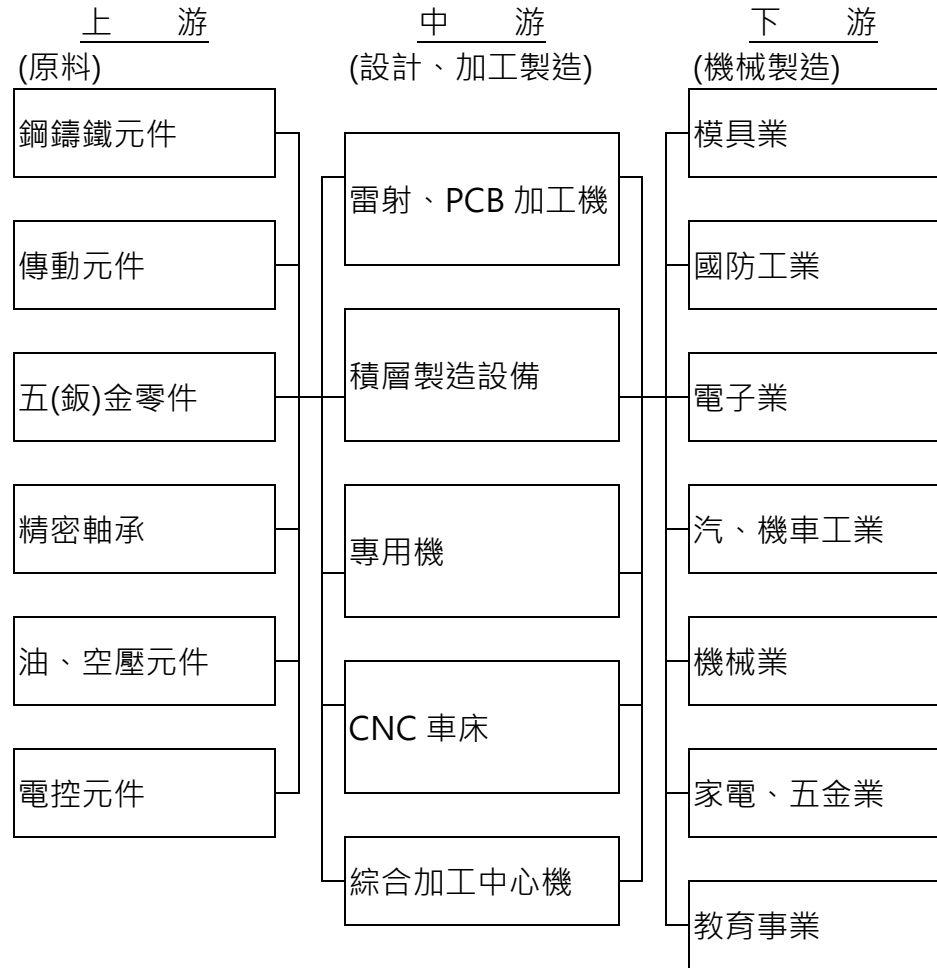 上 游
(原料)
鋼鑄鐵元件
傳動元件
五(鈑)金零件
精密軸承
油、空壓元件
電控元件
中 游
(設計、加工製造)
雷射、PCB 加工機
積層製造設備
專用機
CNC 車床
綜合加工中心機
下 游
(機械製造)
模具業
國防工業
電子業
汽、機車工業
機械業
家電、五金業
教育事業